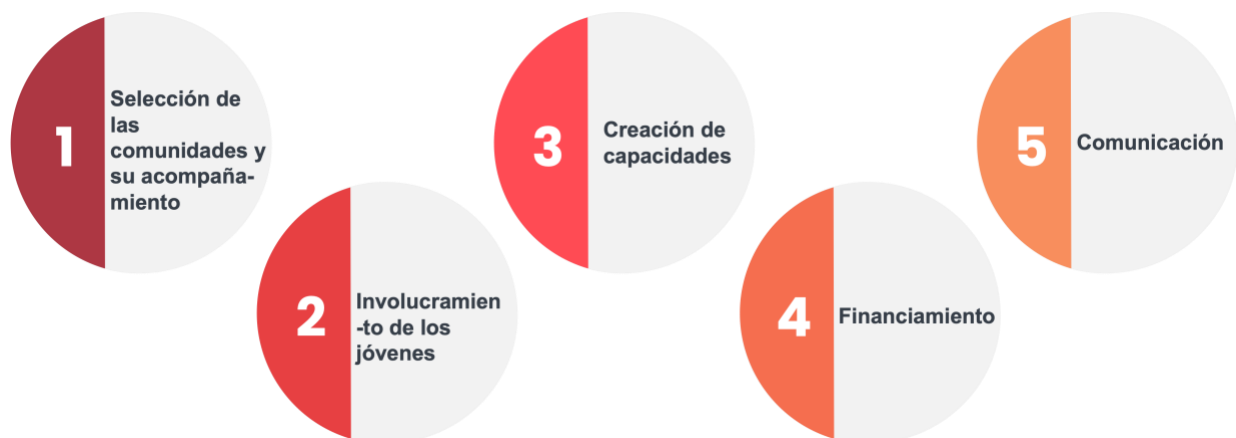 1
Selección de
las
comunidades y
su acompaña-
miento
2
Involucramien
-to de los
jóvenes
3
Creación de
capacidades
4
Financiamiento
5
Comunicación